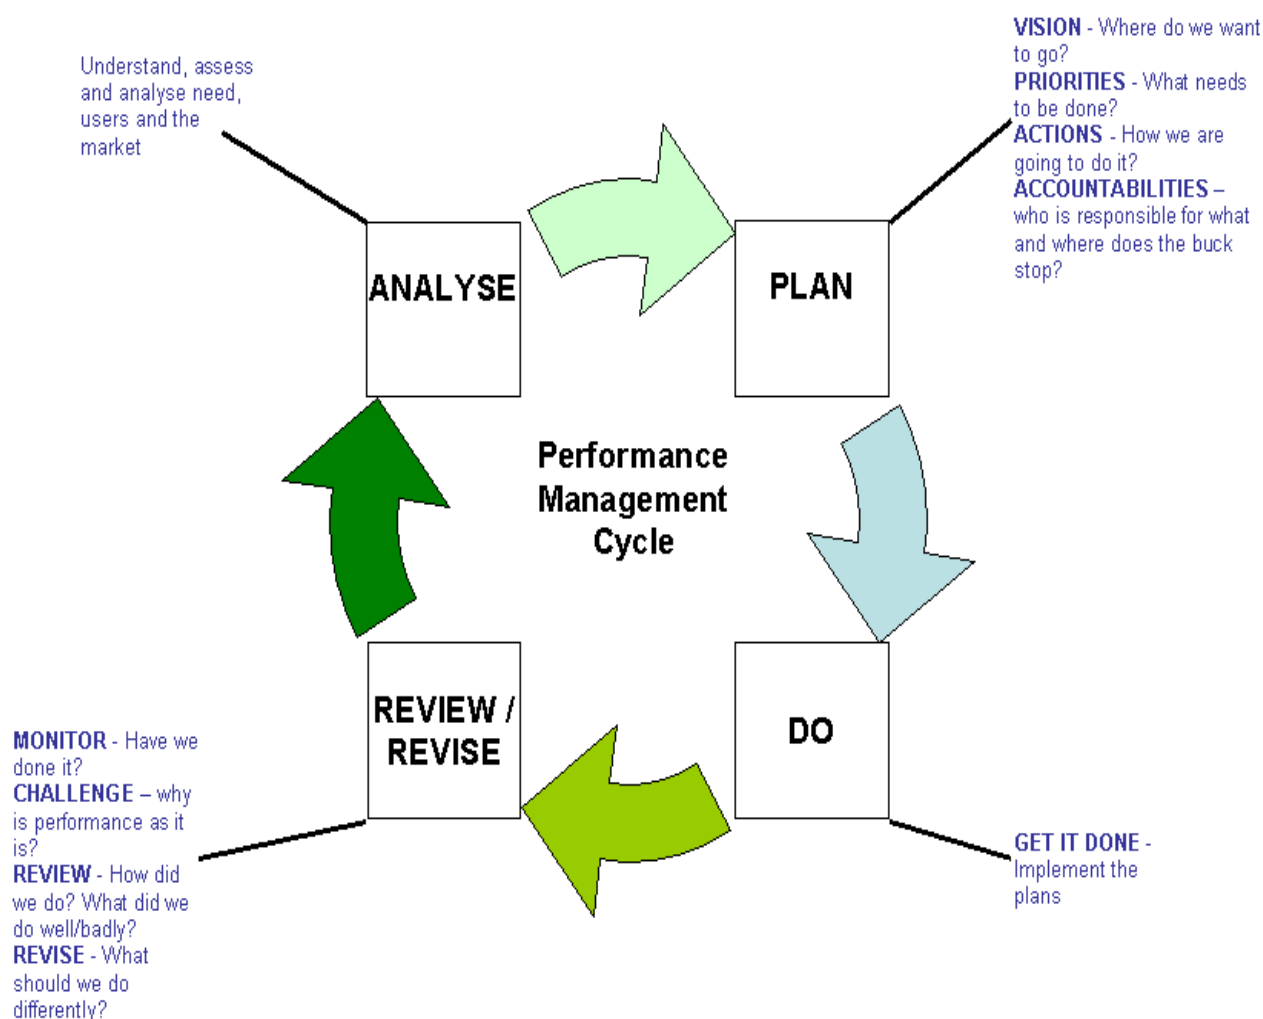 Understand, assess
and analyse need,
users and the
market
VISION - Where do we want
to go?
PRIORITIES - What needs
to be done?
ACTIONS - How we are
going to do it?
ACCOUNTABILITIES –
who is responsible for what
and where does the buck
stop?
ANALYSE
PLAN
Performance
Management
Cycle
REVIEW /
REVISE
DO
MONITOR - Have we
done it?
CHALLENGE – why
is performance as it
is?
REVIEW - How did
we do? What did we
do well/badly?
REVISE - What
should we do
differently?
GET IT DONE -
Implement the
plans